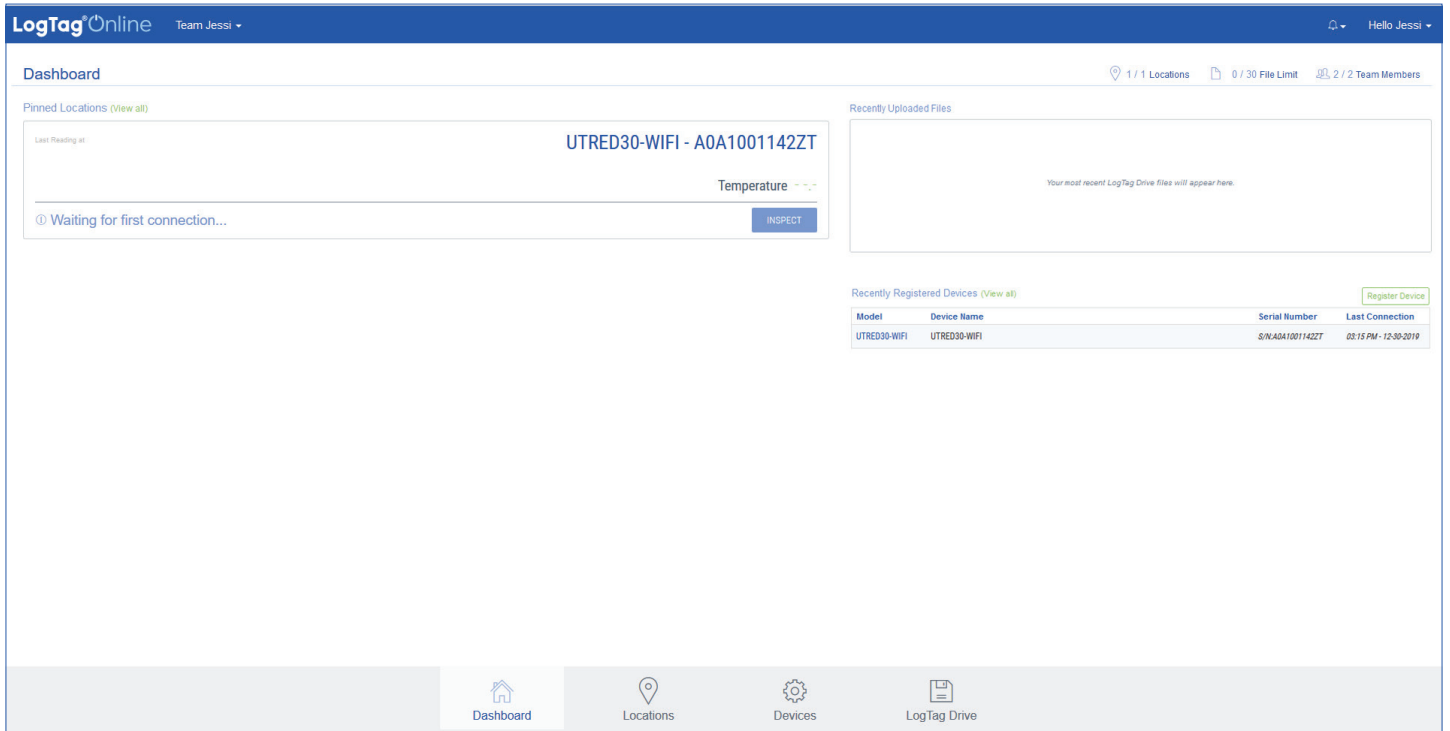 LogTag® Online Team Jessi Hello Jessi
Dashboard 1 / 1 Locations 0 / 30 File Limit 2 / 2 Team Members
Pinned Locations (View all)
Last Reading at
UTRED30-WIFI - A0A1001142ZT
Temperature --.-
Waiting for first connection...
INSPECT
Recently Uploaded Files
Your most recent LogTag Drive files will appear here.
Recently Registered Devices (View all)
Register Device
Model Device Name Serial Number Last Connection
UTRED30-WIFI UTRED30-WIFI S/N:A0A1001142ZT 03:15 PM - 12-30-2019
Dashboard Locations Devices LogTag Drive